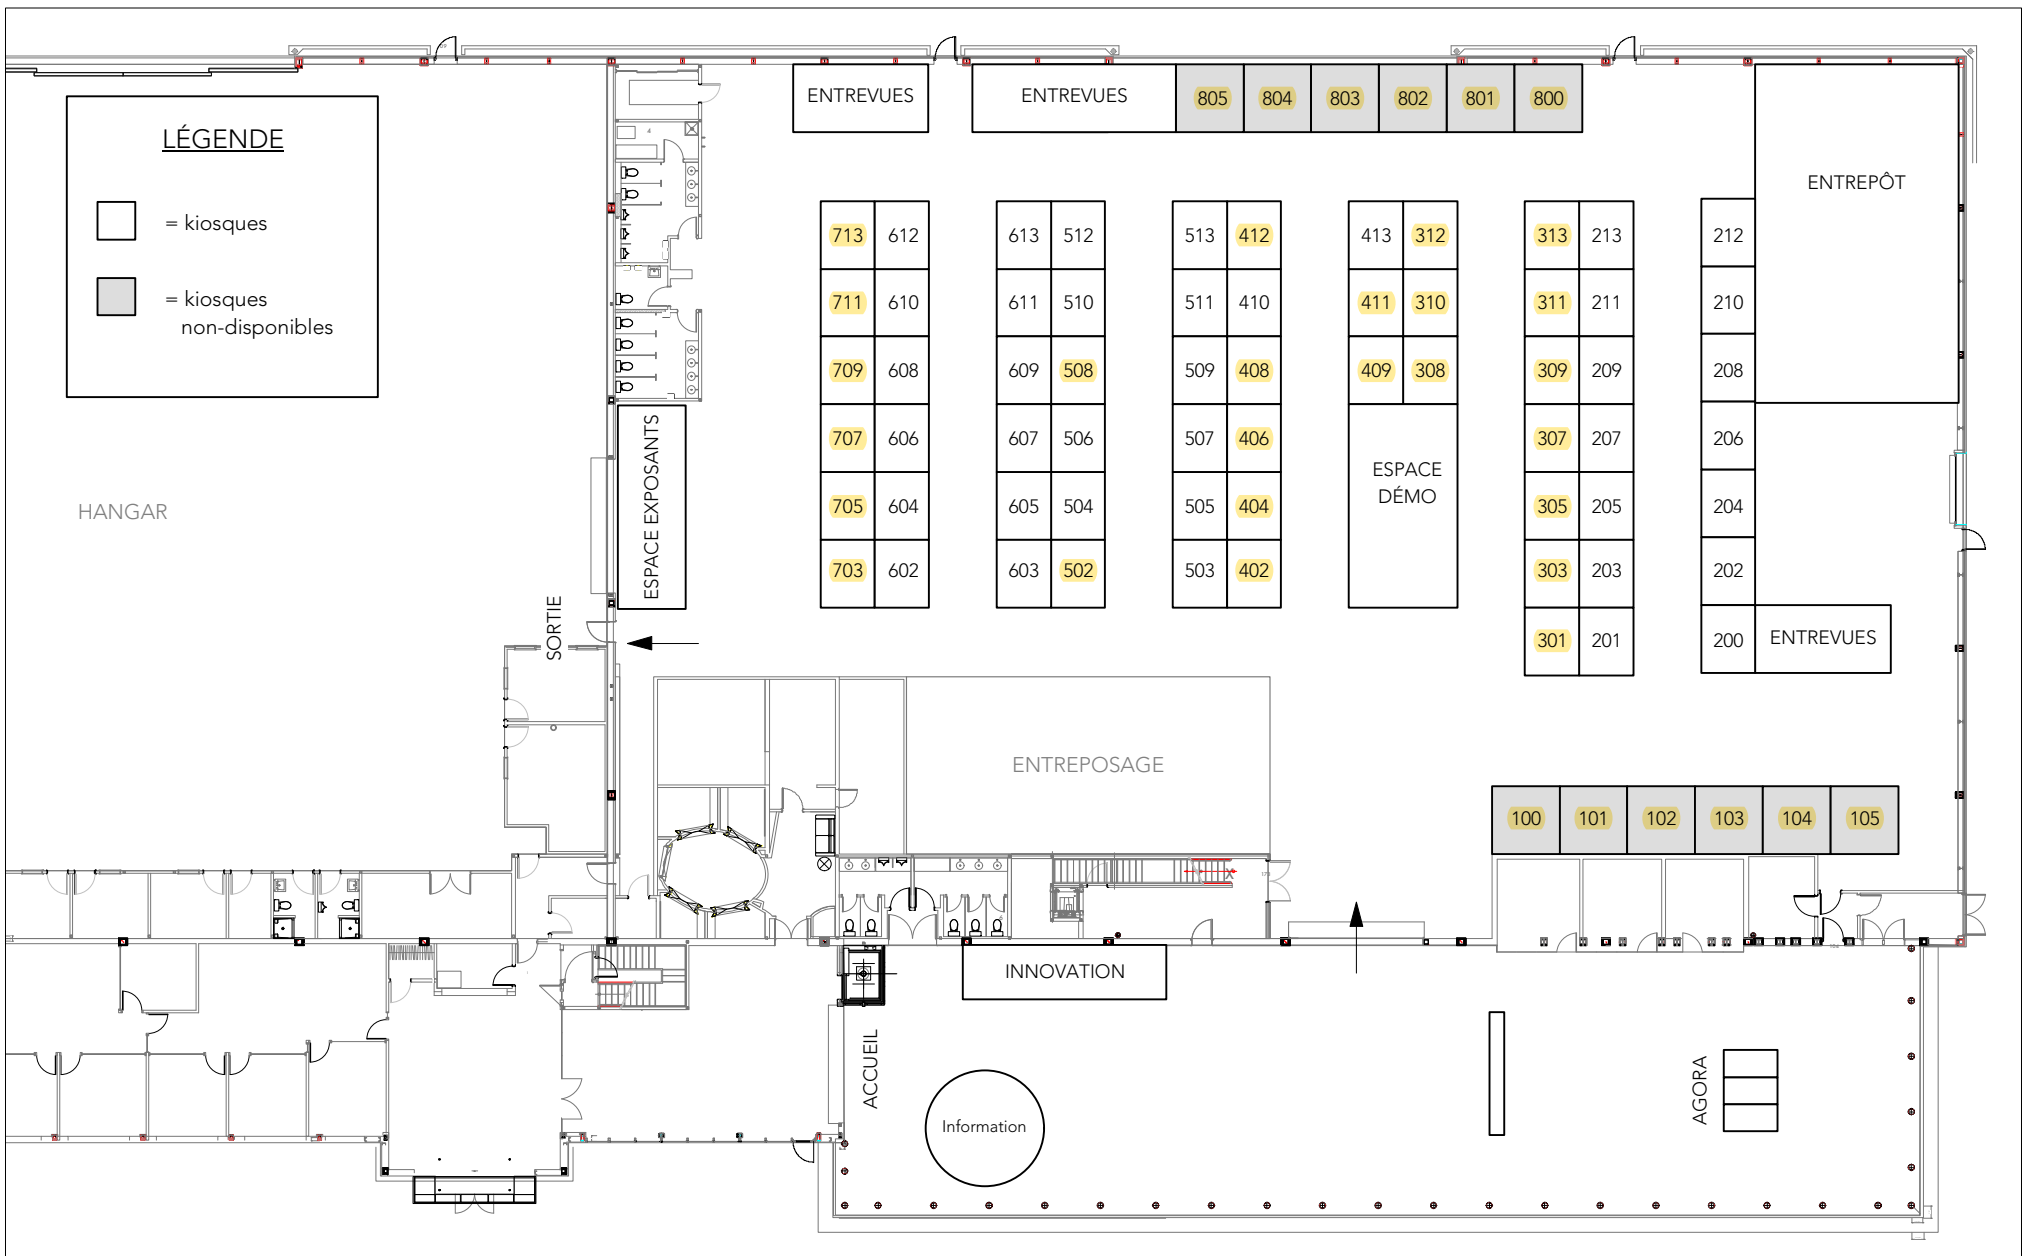 ENTREVUES
ENTREVUES
805 804 803 802 801 800
LÉGENDE
= kiosques
= kiosques
non-disponibles
ENTREPÔT
713 612 613 512 513 412 413 312 313 213 212
711 610 611 510 511 410 411 310 311 211 210
709 608 609 508 509 408 409 308 309 209 208
707 606 607 506 507 406 307 207 206
ESPACE
DÉMO
705 604 605 504 505 404 305 205 204
703 602 603 502 503 402 303 203 202
301 201 200 ENTREVUES
HANGAR
ESPACE EXPOSANTS
SORTIE
ENTREPOSAGE
100 101 102 103 104 105
INNOVATION
ACCUEIL
Information
AGORA